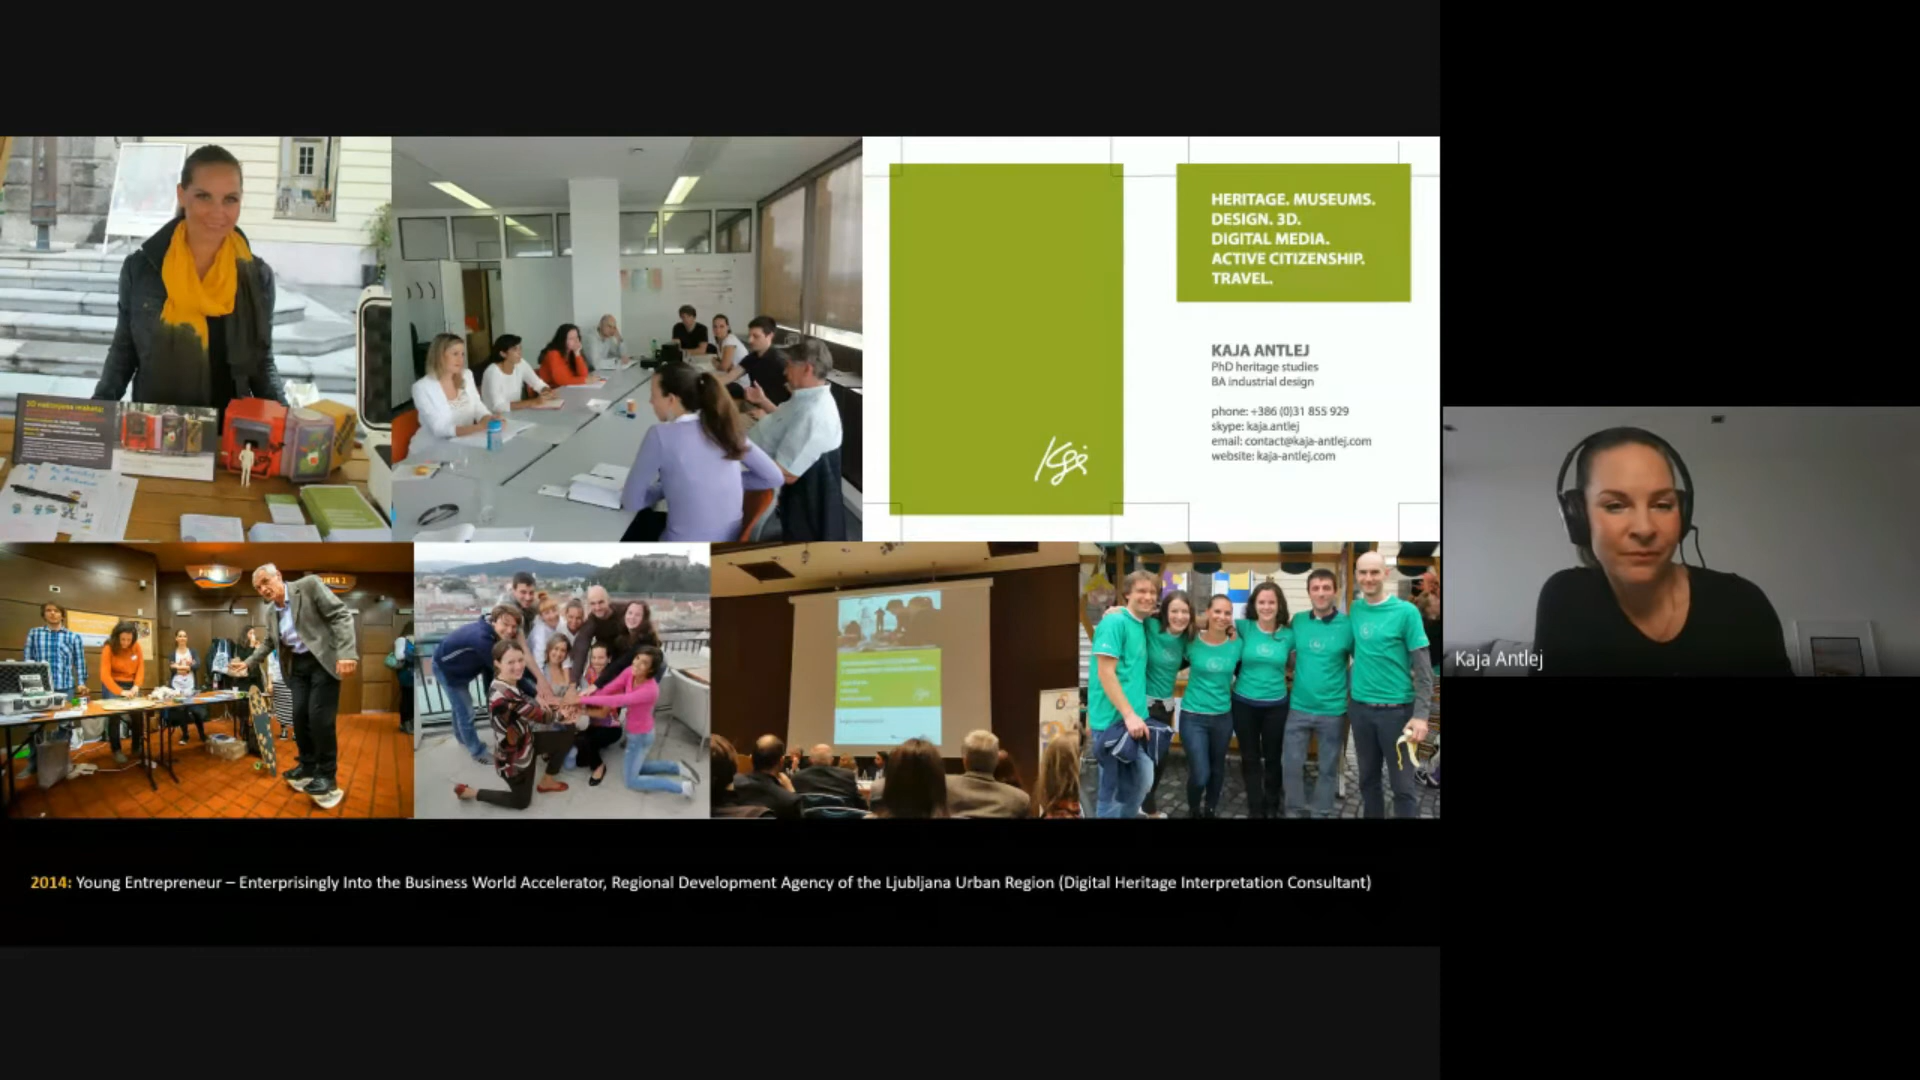 HERITAGE. MUSEUMS.
DESIGN. 3D.
DIGITAL MEDIA.
ACTIVE CITIZENSHIP.
TRAVEL.
KAJA ANTLEJ
PhD heritage studies
BA industrial design
phone: +386 (0)31 855 929
skype: kaja.antlej
email: contact@kaja-antlej.com
website: kaja-antlej.com
Kaja Antlej
2014: Young Entrepreneur – Enterprisingly Into the Business World Accelerator, Regional Development Agency of the Ljubljana Urban Region (Digital Heritage Interpretation Consultant)